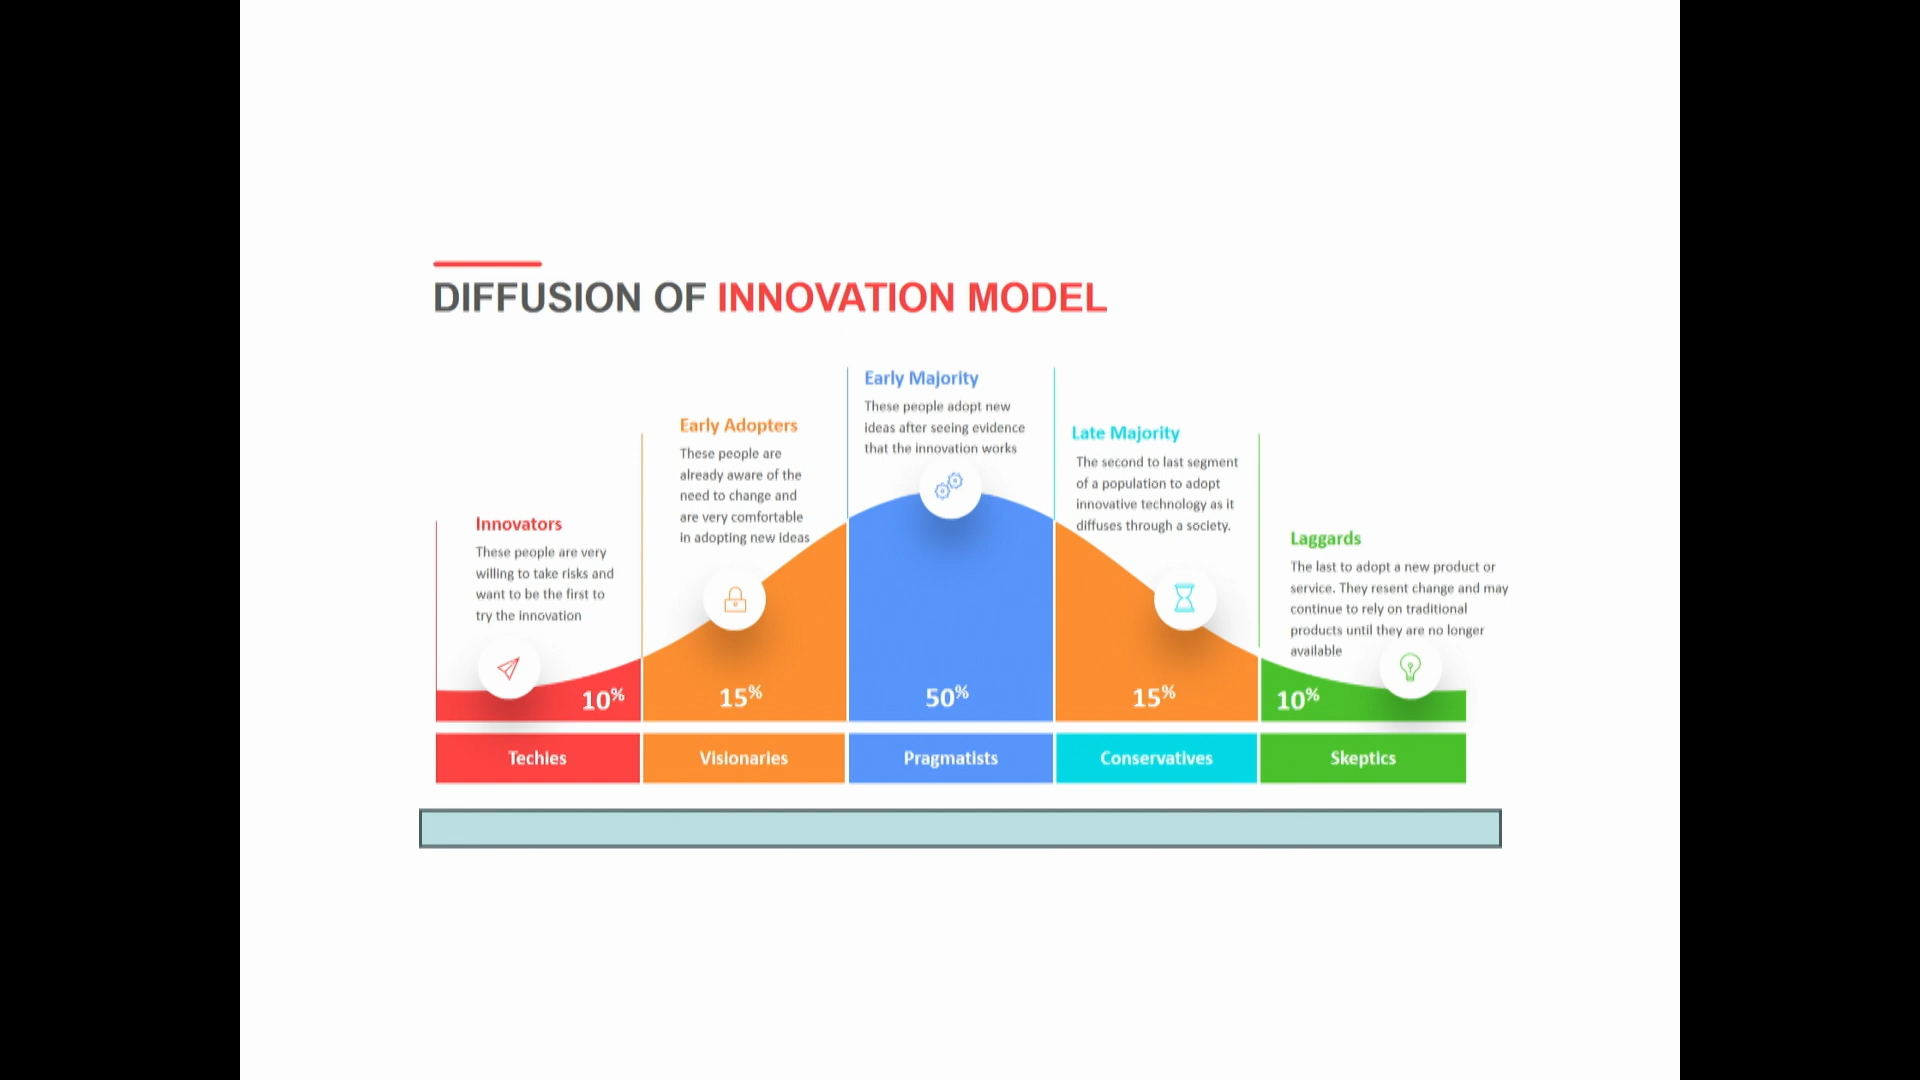 DIFFUSION OF INNOVATION MODEL
Innovators
These people are very
willing to take risks and
want to be the first to
try the innovation
Early Adopters
These people are
already aware of the
need to change and
are very comfortable
in adopting new ideas
Early Majority
These people adopt new
ideas after seeing evidence
that the innovation works
Late Majority
The second to last segment
of a population to adopt
innovative technology as it
diffuses through a society.
Laggards
The last to adopt a new product or
service. They resent change and may
continue to rely on traditional
products until they are no longer
available
10%
15%
50%
15%
10%
Techies
Visionaries
Pragmatists
Conservatives
Skeptics